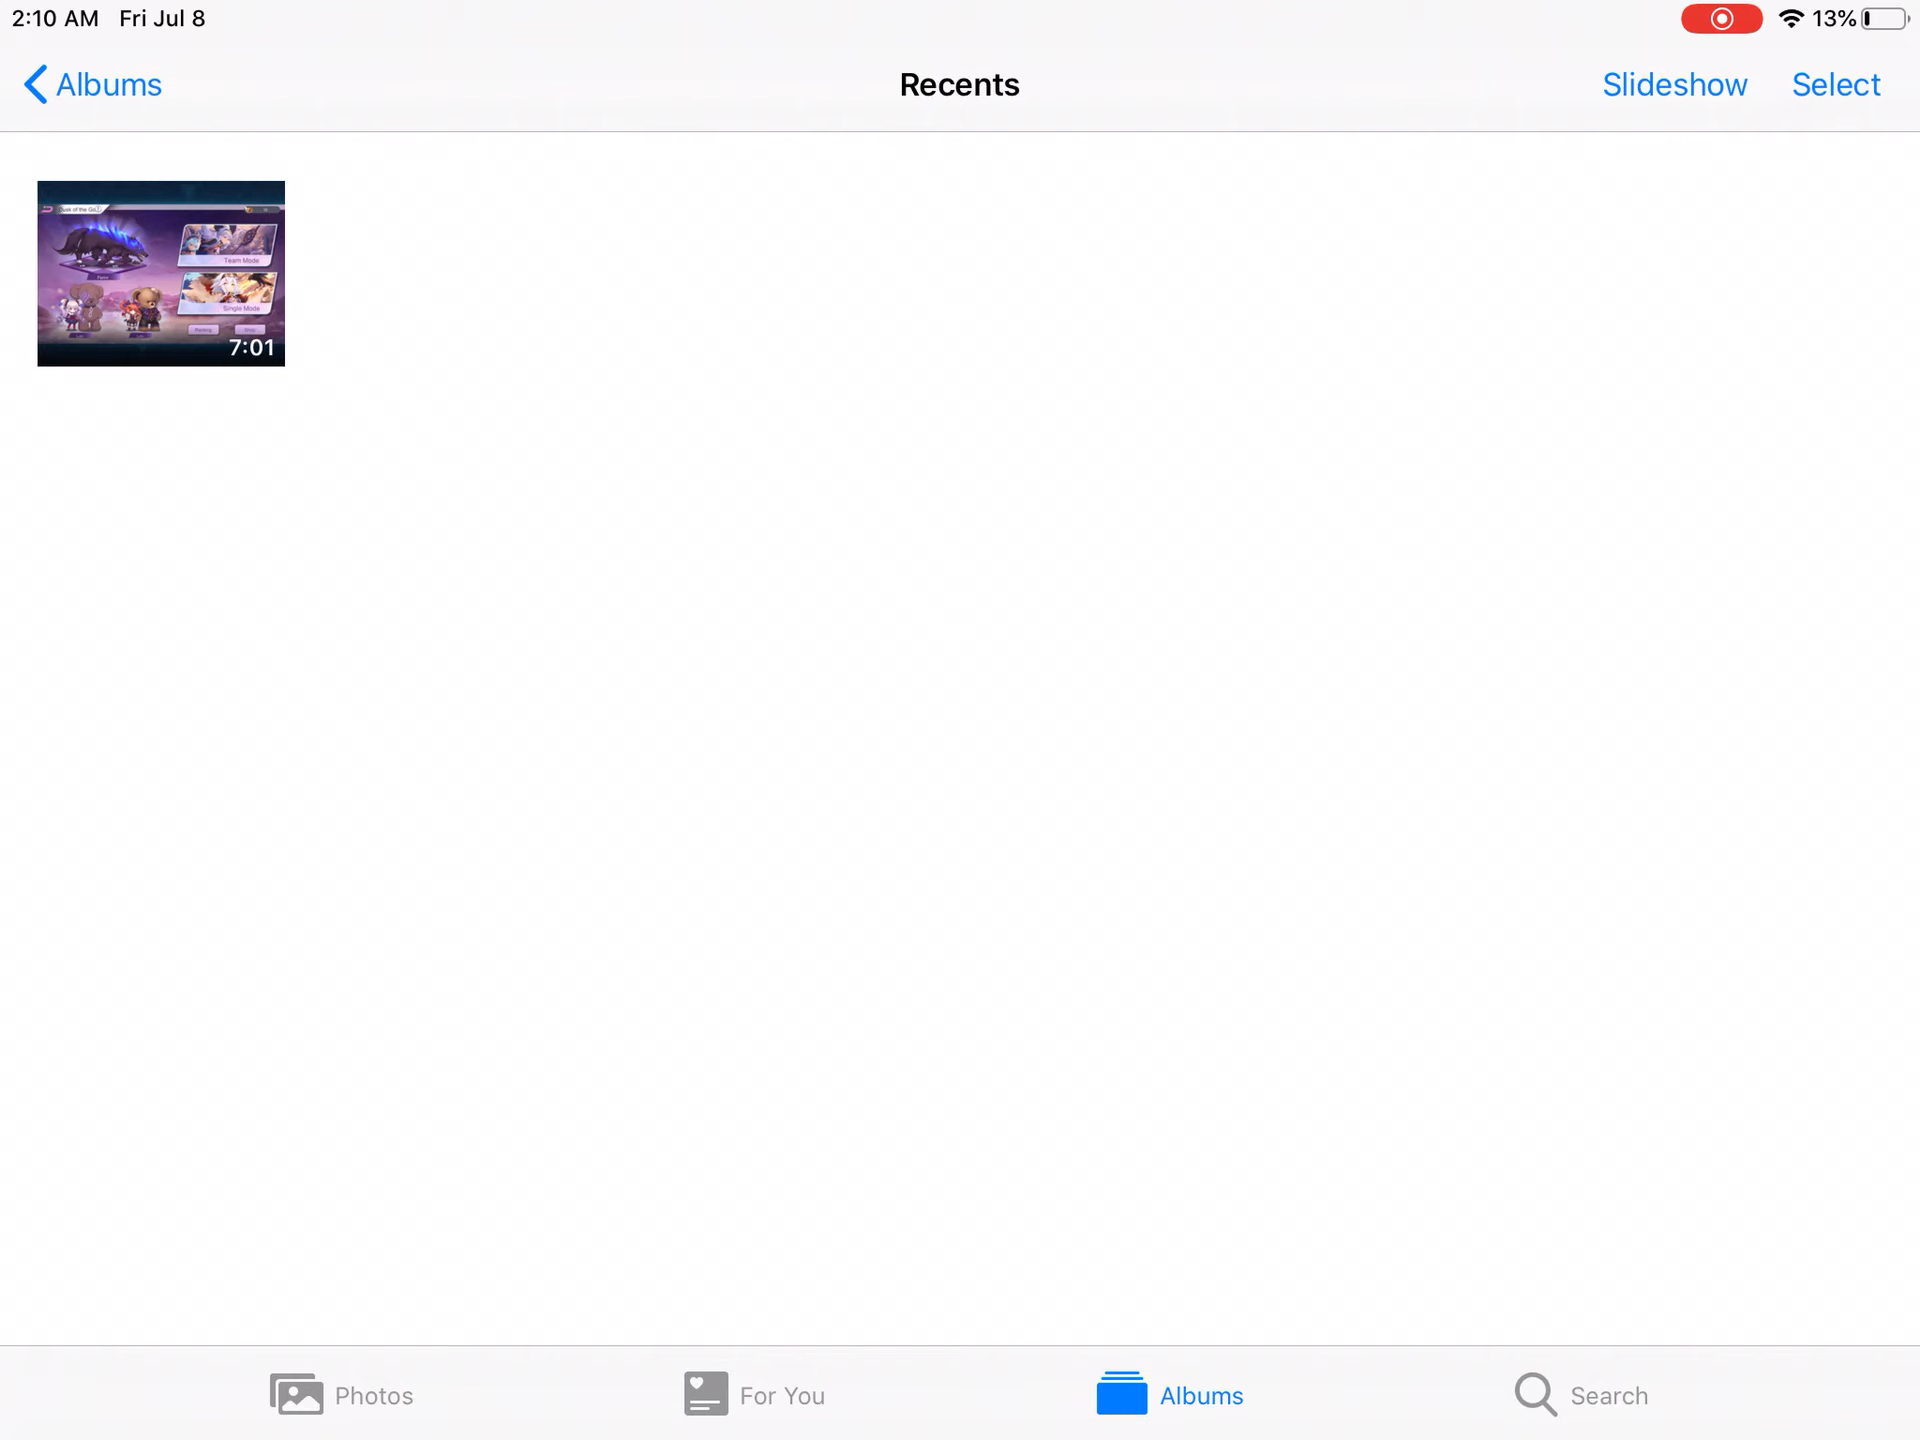 2:10 AM Fri Jul 8
13%
Albums
Recents
Slideshow Select
Team Mode
Single Mode
7:01
Photos
For You
Albums
Search